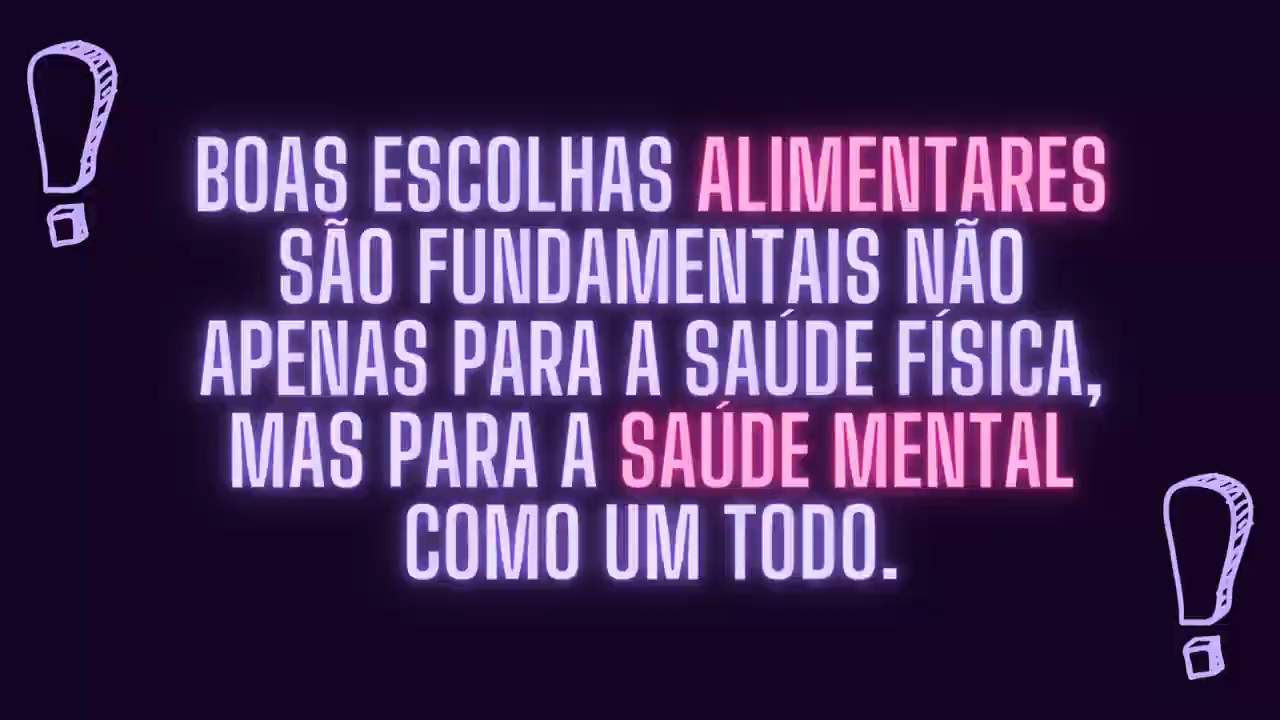 BOAS ESCOLHAS ALIMENTARES
SÃO FUNDAMENTAIS NÃO
APENAS PARA A SAÚDE FÍSICA,
MAS PARA A SAÚDE MENTAL
COMO UM TODO.